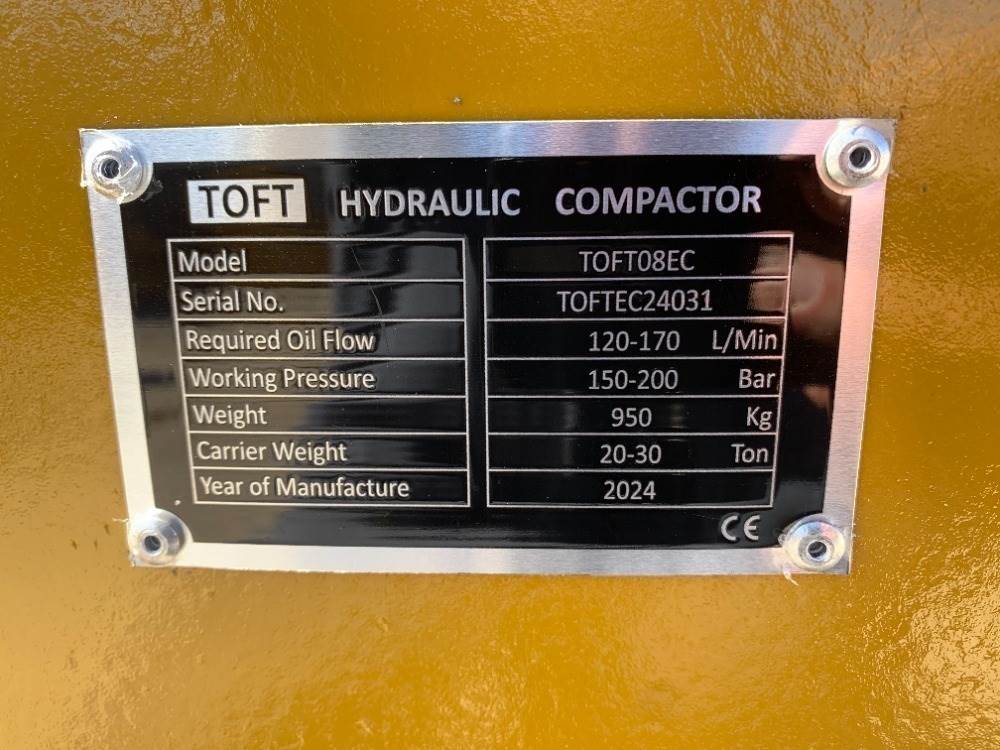 TOFT HYDRAULIC COMPACTOR
Model TOFT08EC
Serial No. TOFTEC24031
Required Oil Flow 120-170 L/Min
Working Pressure 150-200 Bar
Weight 950 Kg
Carrier Weight 20-30 Ton
Year of Manufacture 2024
CE